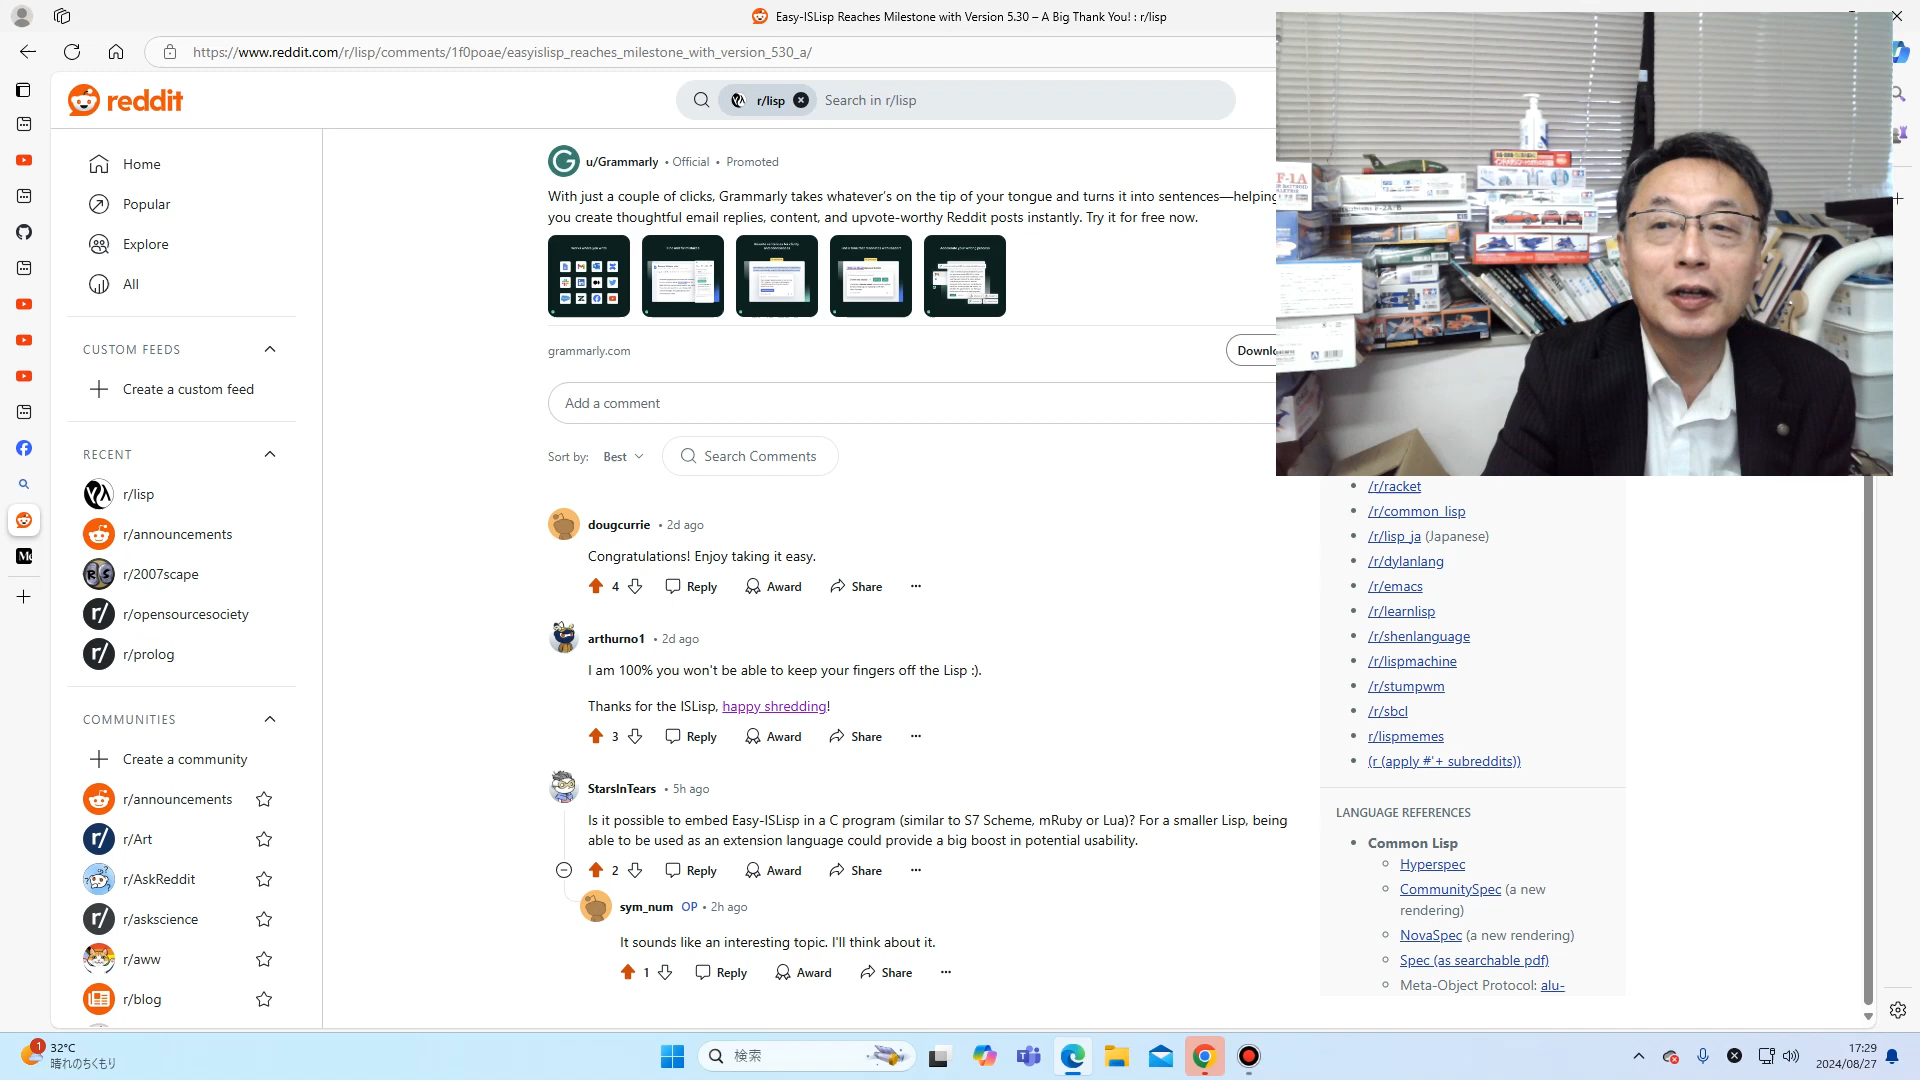 Easy-ISLisp Reaches Milestone with Version 5.30 – A Big Thank You! : r/lisp
https://www.reddit.com/r/lisp/comments/1f0poae/easyislisp_reaches_milestone_with_version_530_a/
reddit
r/lisp
Search in r/lisp
Home
Popular
Explore
All
CUSTOM FEEDS
Create a custom feed
RECENT
r/lisp
r/announcements
r/2007scape
r/opensourcesociety
r/prolog
COMMUNITIES
Create a community
r/announcements
r/Art
r/AskReddit
r/askscience
r/aww
r/blog
u/Grammarly • Official • Promoted
With just a couple of clicks, Grammarly takes whatever's on the tip of your tongue and turns it into sentences—helping
you create thoughtful email replies, content, and upvote-worthy Reddit posts instantly. Try it for free now.
grammarly.com
Downlo
Add a comment
Sort by: Best
Search Comments
dougcurrie • 2d ago
Congratulations! Enjoy taking it easy.
4 Reply Award Share
arthurno1 • 2d ago
I am 100% you won't be able to keep your fingers off the Lisp :).
Thanks for the ISLisp, happy shredding!
3 Reply Award Share
StarsInTears • 5h ago
Is it possible to embed Easy-ISLisp in a C program (similar to S7 Scheme, mRuby or Lua)? For a smaller Lisp, being
able to be used as an extension language could provide a big boost in potential usability.
2 Reply Award Share
sym_num OP • 2h ago
It sounds like an interesting topic. I'll think about it.
1 Reply Award Share
/r/racket
/r/common_lisp
/r/lisp_ja (Japanese)
/r/dylanlang
/r/emacs
/r/learnlisp
/r/shenlanguage
/r/lispmachine
/r/stumpwm
/r/sbcl
r/lispmemes
(r (apply #'+ subreddits))
LANGUAGE REFERENCES
Common Lisp
Hyperspec
CommunitySpec (a new
rendering)
NovaSpec (a new rendering)
Spec (as searchable pdf)
Meta-Object Protocol: alu-
1
32°C
晴れのちくもり
検索
17:29
2024/08/27